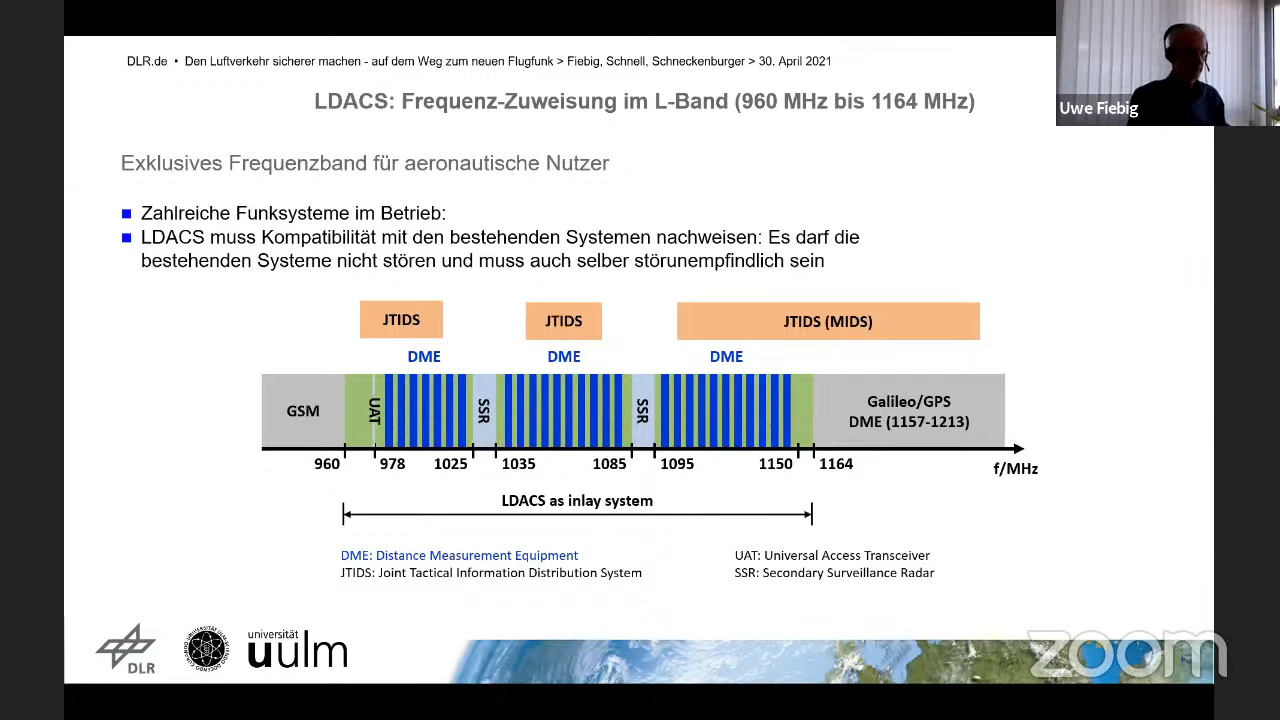 DLR.de • Den Luftverkehr sicherer machen - auf dem Weg zum neuen Flugfunk > Fiebig, Schnell, Schneckenburger > 30. April 2021
Uwe Fiebig
LDACS: Frequenz-Zuweisung im L-Band (960 MHz bis 1164 MHz)
Exklusives Frequenzband für aeronautische Nutzer
Zahlreiche Funksysteme im Betrieb:
LDACS muss Kompatibilität mit den bestehenden Systemen nachweisen: Es darf die
bestehenden Systeme nicht stören und muss auch selber störunempfindlich sein
JTIDS JTIDS JTIDS (MIDS)
DME DME DME
GSM UAT SSR SSR Galileo/GPS
DME (1157-1213)
960 978 1025 1035 1085 1095 1150 1164 f/MHz
LDACS as inlay system
DME: Distance Measurement Equipment
JTIDS: Joint Tactical Information Distribution System
UAT: Universal Access Transceiver
SSR: Secondary Surveillance Radar
DLR
universität
uulm
zoom